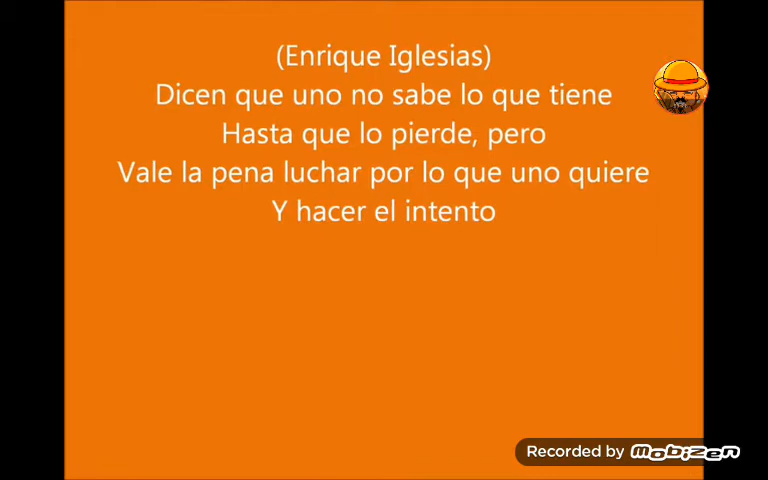 (Enrique Iglesias)
Dicen que uno no sabe lo que tiene
Hasta que lo pierde, pero
Vale la pena luchar por lo que uno quiere
Y hacer el intento
Recorded by Mobizen